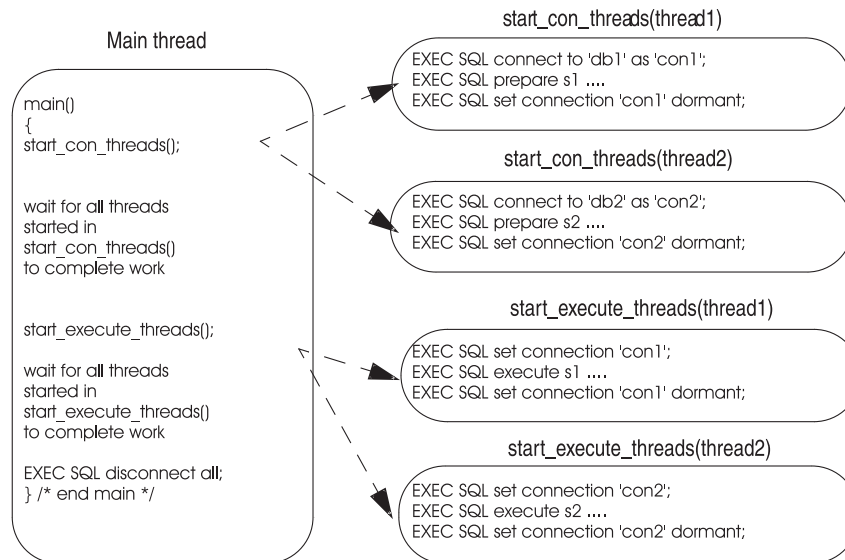 Main thread
main()
{
start_con_threads();
wait for all threads
started in
start_con_threads()
to complete work
start_execute_threads();
wait for all threads
started in
start_execute_threads()
to complete work
EXEC SQL disconnect all;
} /* end main */
start_con_threads(thread1)
EXEC SQL connect to 'db1' as 'con1';
EXEC SQL prepare s1 ....
EXEC SQL set connection 'con1' dormant;
start_con_threads(thread2)
EXEC SQL connect to 'db2' as 'con2';
EXEC SQL prepare s2 ....
EXEC SQL set connection 'con2' dormant;
start_execute_threads(thread1)
EXEC SQL set connection 'con1';
EXEC SQL execute s1 ....
EXEC SQL set connection 'con1' dormant;
start_execute_threads(thread2)
EXEC SQL set connection 'con2';
EXEC SQL execute s2 ....
EXEC SQL set connection 'con2' dormant;